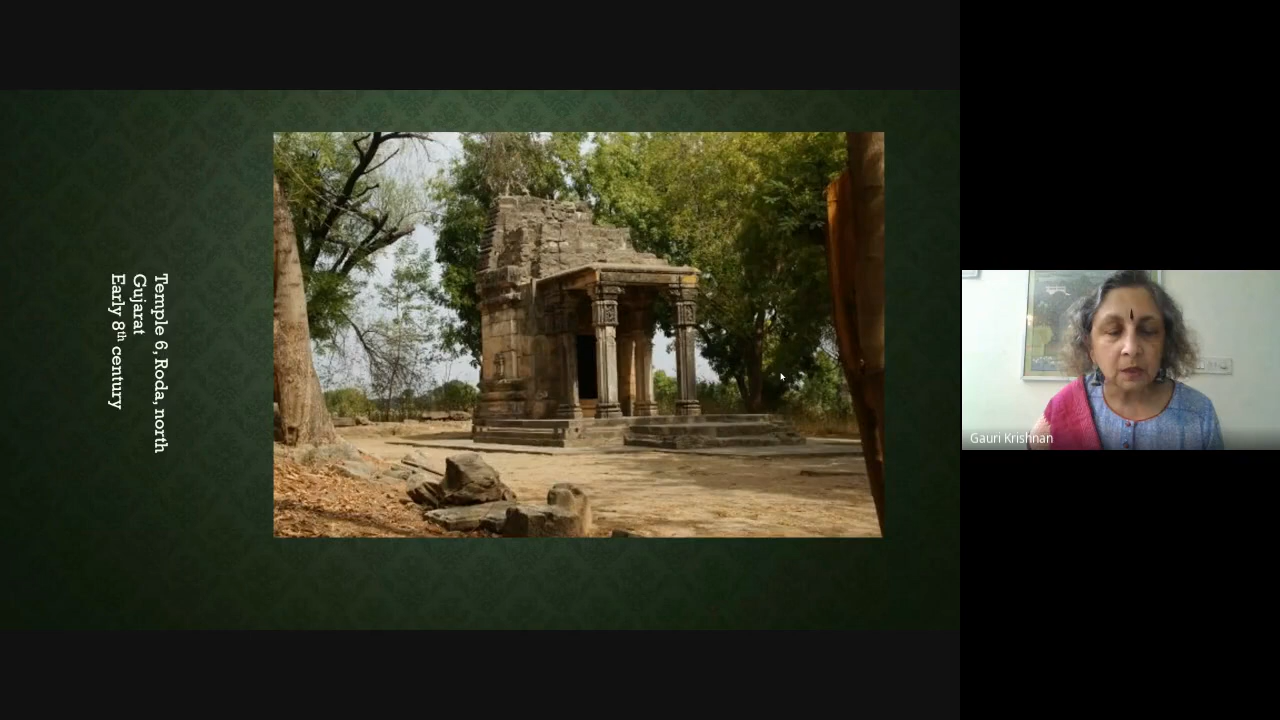 Temple 6, Roda, north
Gujarat
Early 8th century
Gauri Krishnan